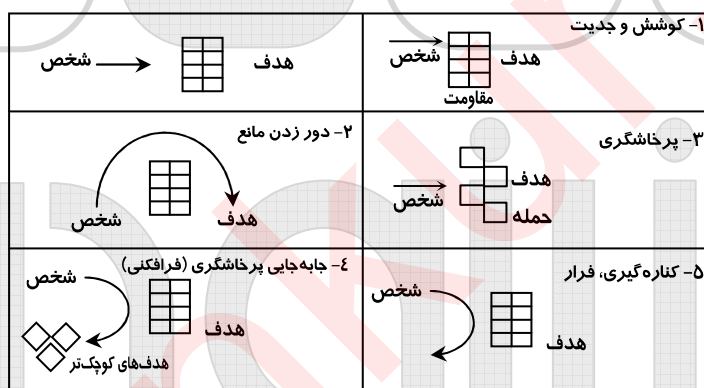 ۱- کوشش و جدیت
شخص
هدف
مقاومت
شخص
هدف
۲- دور زدن مانع
شخص
هدف
۳- پرخاشگری
شخص
هدف
حمله
۴- جابه‌جایی پرخاشگری (فرافکنی)
شخص
هدف
هدف‌های کوچک‌تر
۵- کناره‌گیری، فرار
شخص
هدف